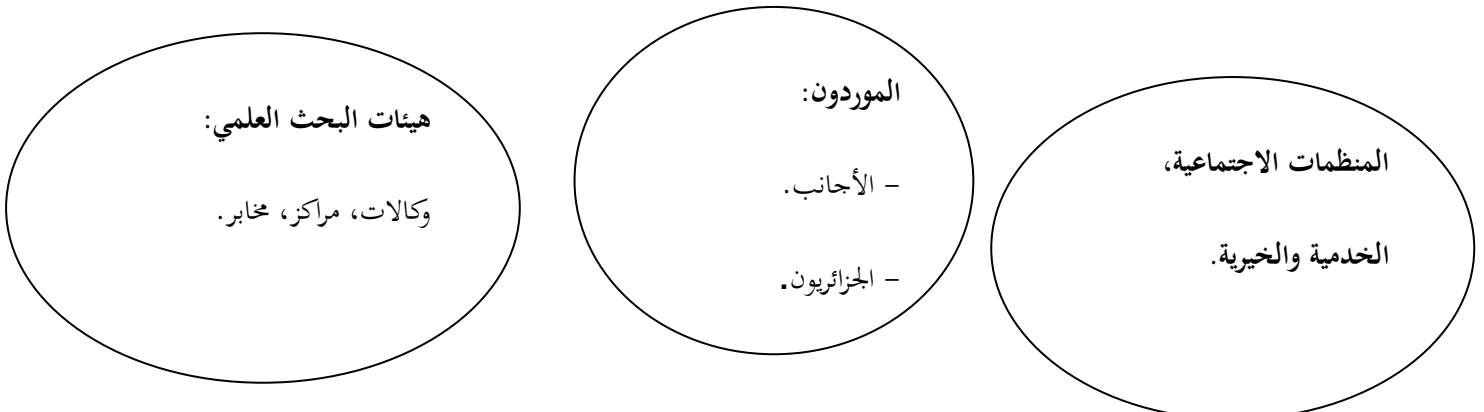 المنظمات الاجتماعية،
الخدمية والخيرية.
الموردون:
- الأجانب.
- الجزائريون.
هيئات البحث العلمي:
وكالات، مراكز، مخابر.